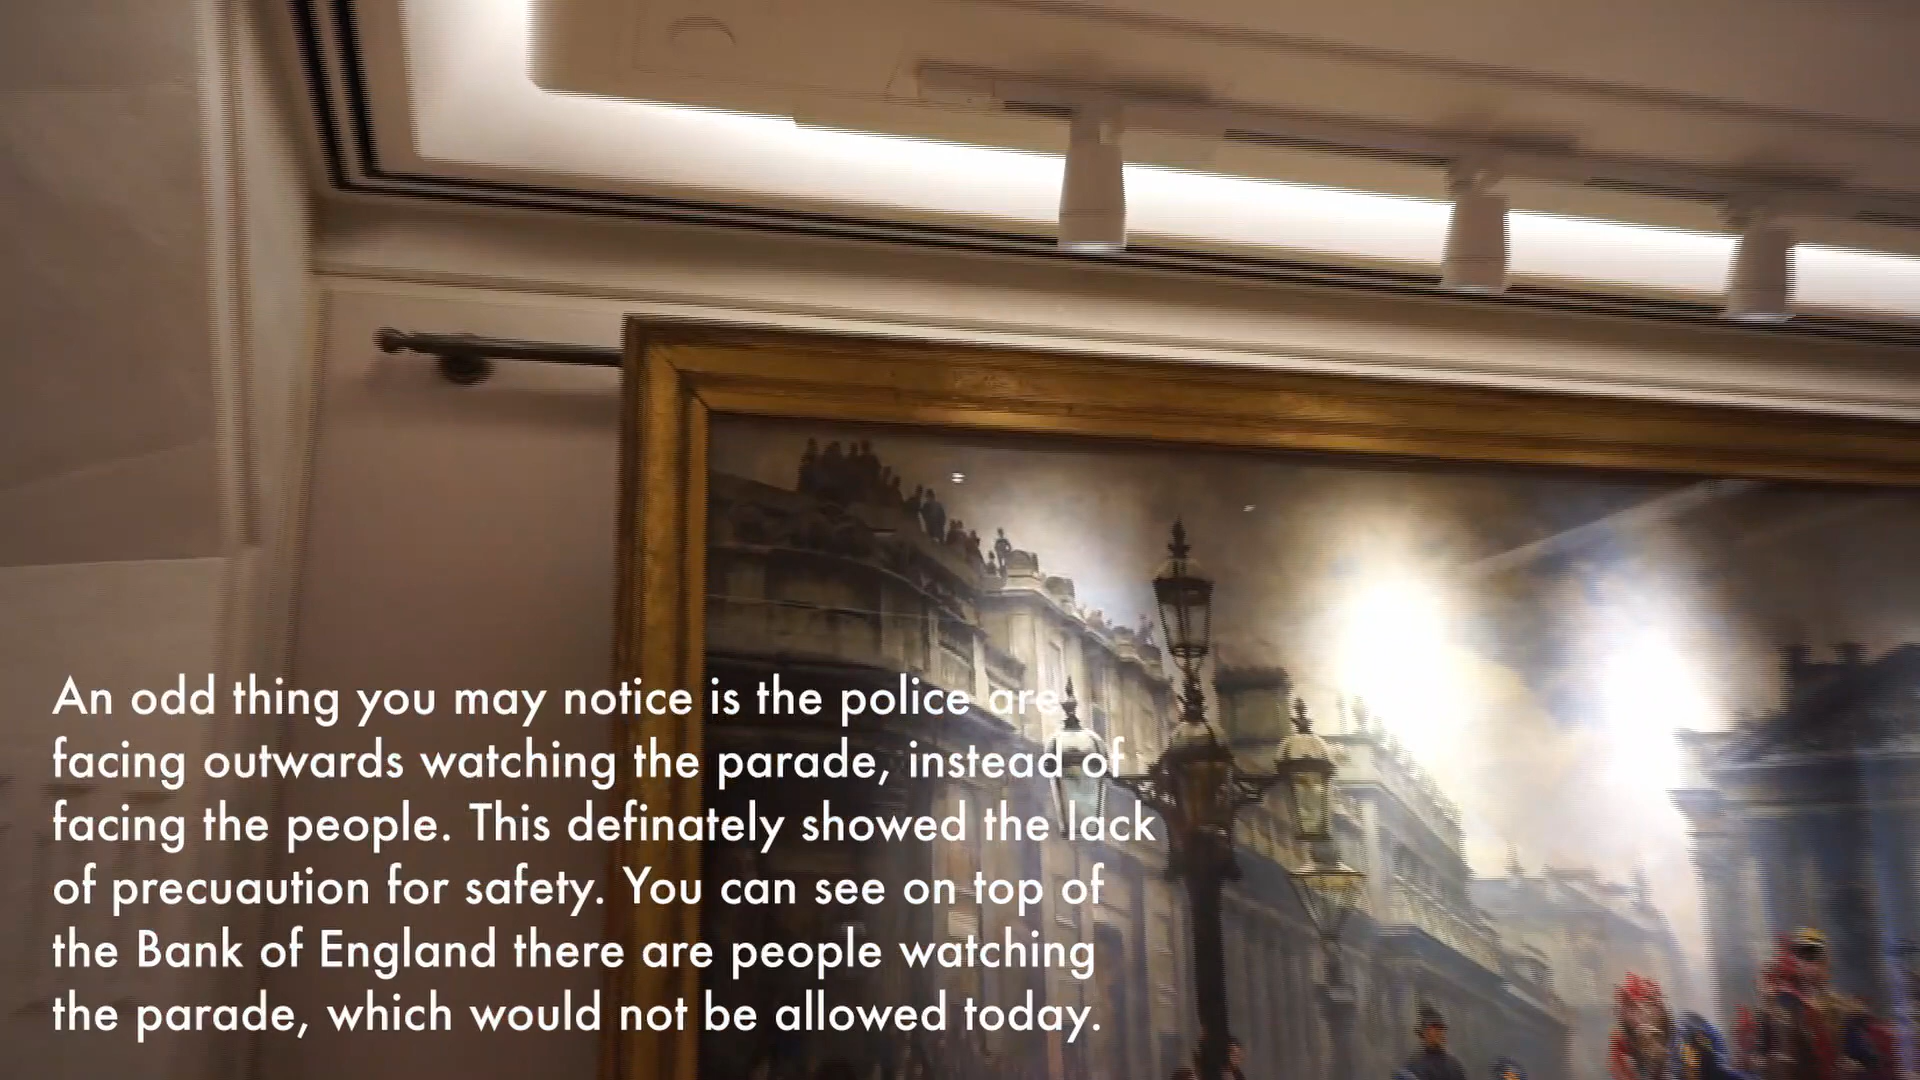 An odd thing you may notice is the police are
facing outwards watching the parade, instead of
facing the people. This definately showed the lack
of precuaution for safety. You can see on top of
the Bank of England there are people watching
the parade, which would not be allowed today.